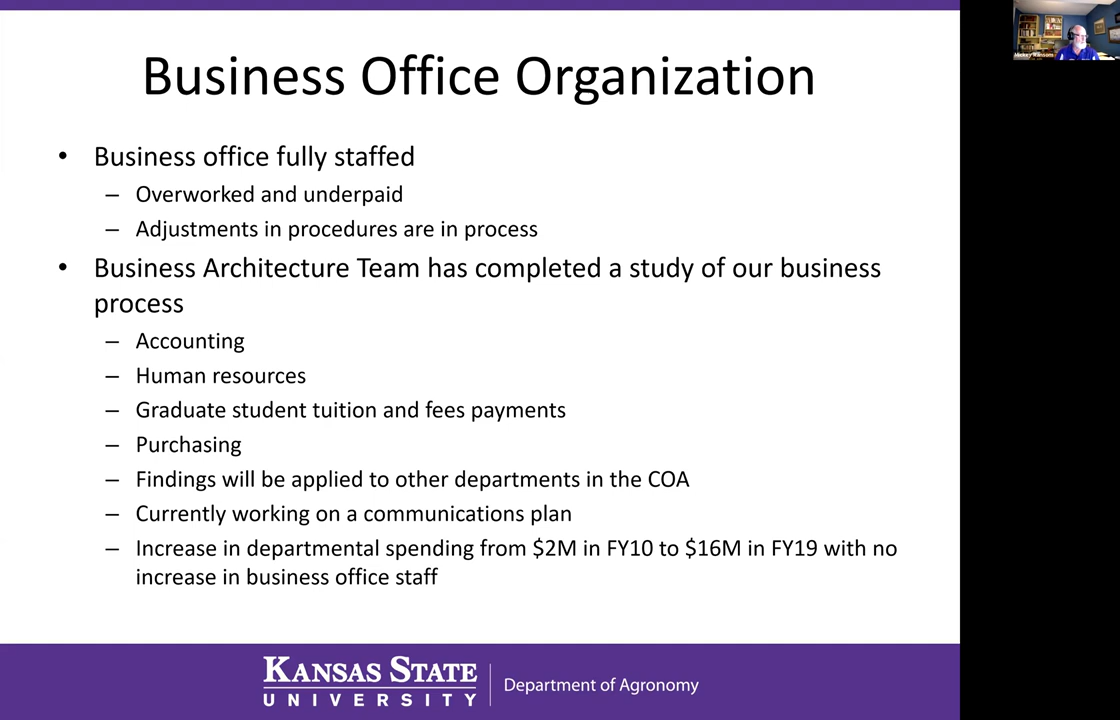 Business Office Organization
• Business office fully staffed
– Overworked and underpaid
– Adjustments in procedures are in process
• Business Architecture Team has completed a study of our business
process
– Accounting
– Human resources
– Graduate student tuition and fees payments
– Purchasing
– Findings will be applied to other departments in the COA
– Currently working on a communications plan
– Increase in departmental spending from $2M in FY10 to $16M in FY19 with no
increase in business office staff
KANSAS STATE
UNIVERSITY
Department of Agronomy
Mickey Ransom